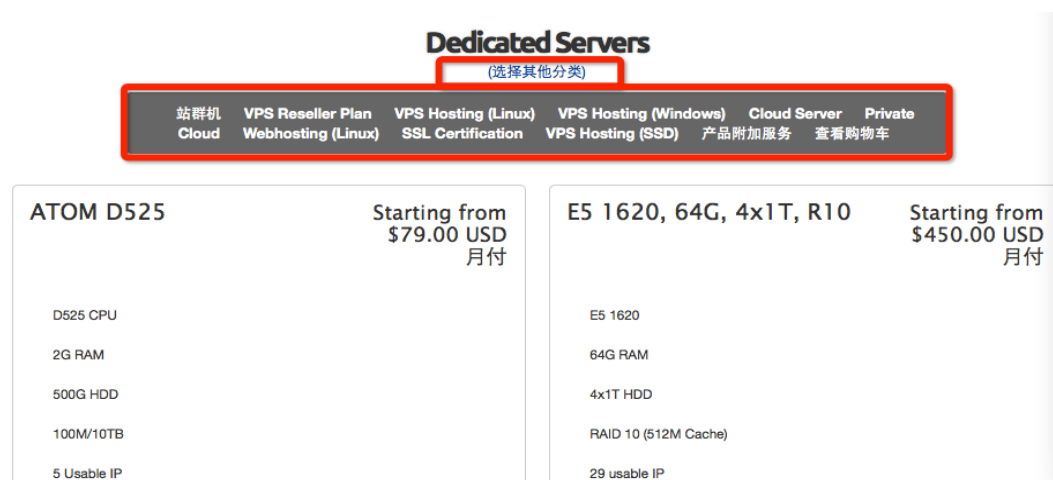 Dedicated Servers
(选择其他分类)
站群机 VPS Reseller Plan VPS Hosting (Linux) VPS Hosting (Windows) Cloud Server Private
Cloud Webhosting (Linux) SSL Certification VPS Hosting (SSD) 产品附加服务 查看购物车
ATOM D525
Starting from
$79.00 USD
月付
D525 CPU
2G RAM
500G HDD
100M/10TB
5 Usable IP
E5 1620, 64G, 4x1T, R10
Starting from
$450.00 USD
月付
E5 1620
64G RAM
4x1T HDD
RAID 10 (512M Cache)
29 usable IP